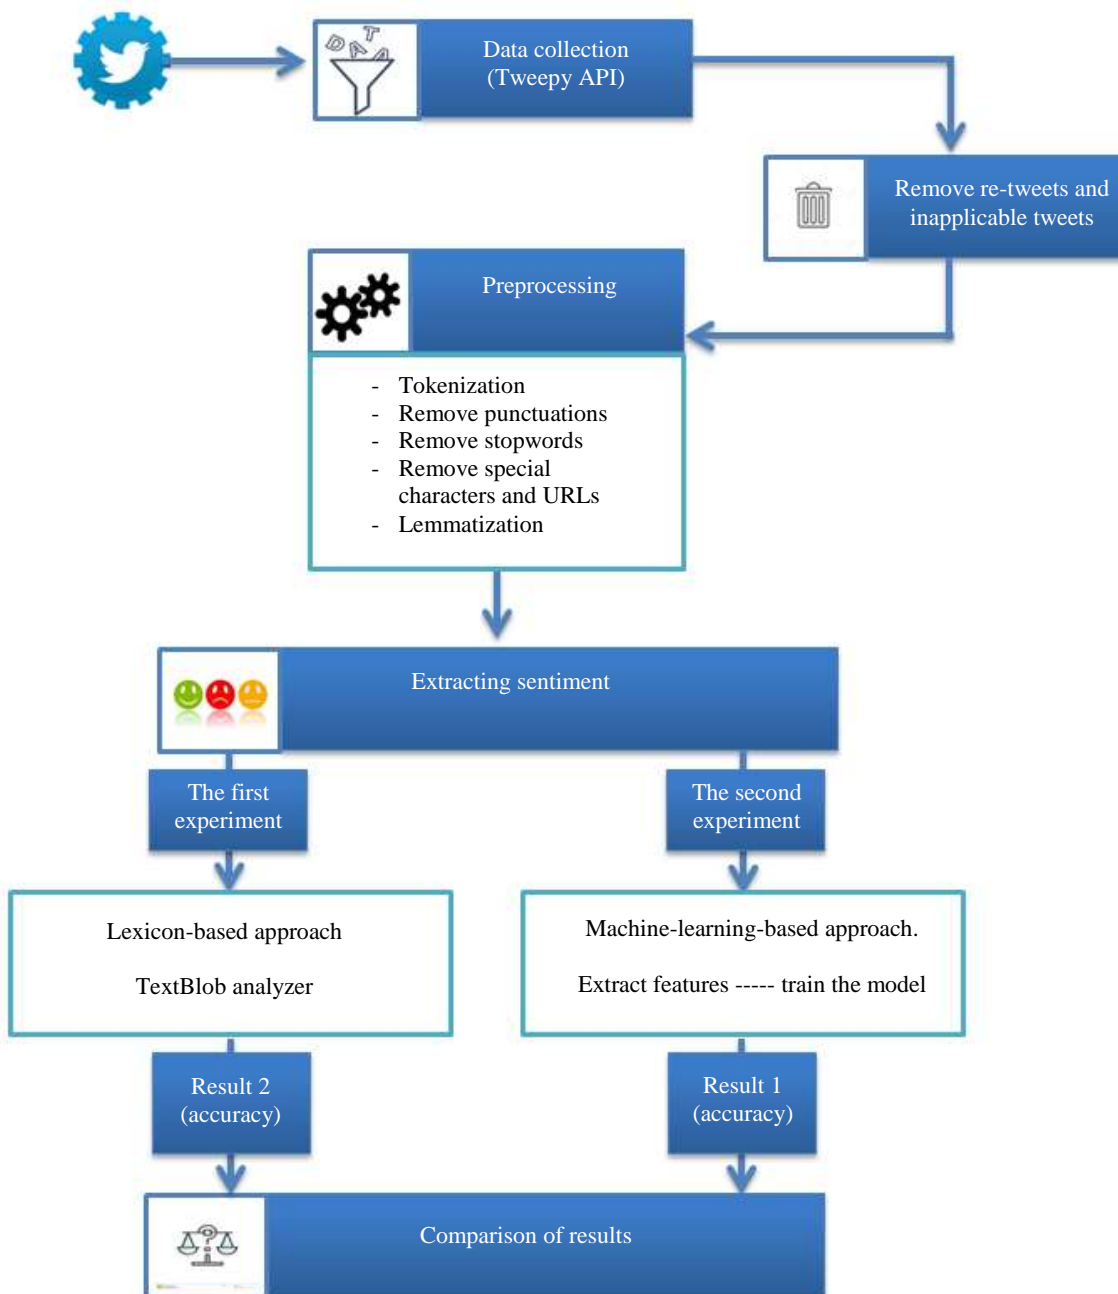 DATA
Data collection
(Tweepy API)
Remove re-tweets and
inapplicable tweets
Preprocessing
- Tokenization
- Remove punctuations
- Remove stopwords
- Remove special
characters and URLs
- Lemmatization
Extracting sentiment
The first
experiment
The second
experiment
Lexicon-based approach
TextBlob analyzer
Machine-learning-based approach.
Extract features ----- train the model
Result 2
(accuracy)
Result 1
(accuracy)
Comparison of results